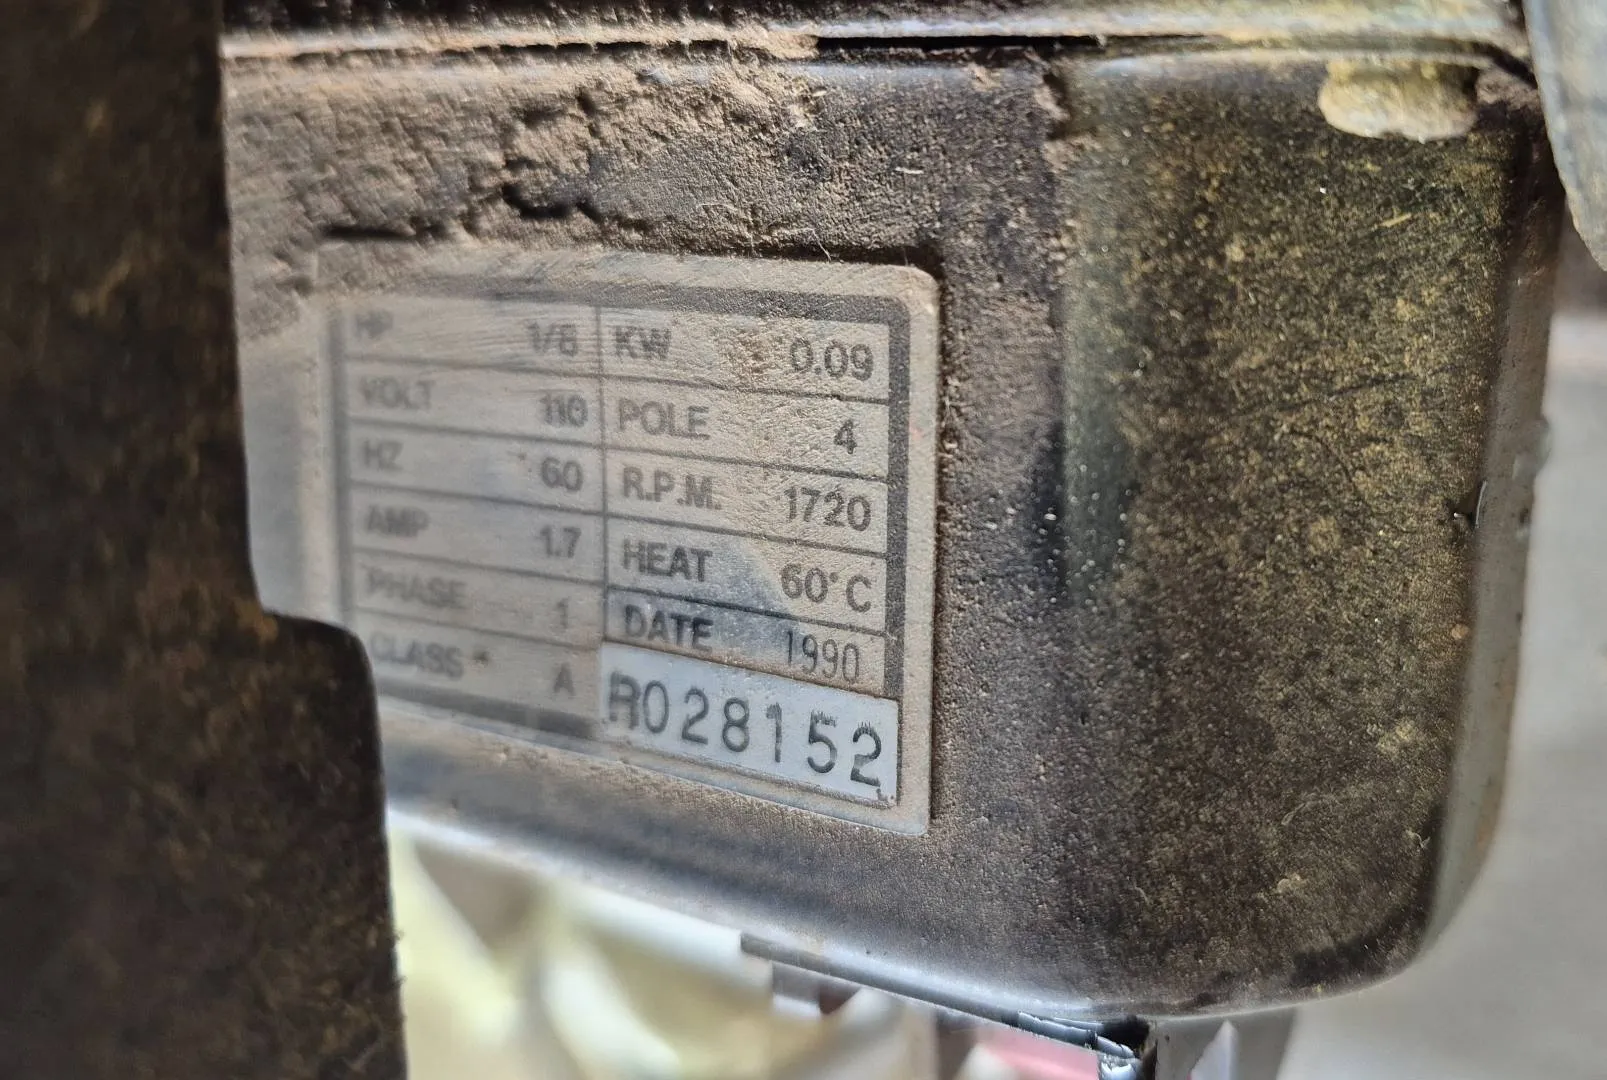 HP 1/8 KW 0.09
VOLT 110 POLE 4
HZ 60 R.P.M. 1720
AMP 1.7 HEAT 60°C
PHASE 1 DATE 1990
CLASS A R028152